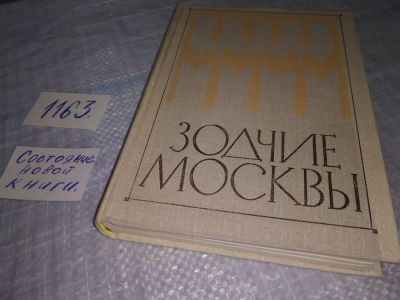 1163.
Состояние
новой
книги.
ЗОДЧИЕ
МОСКВЫ